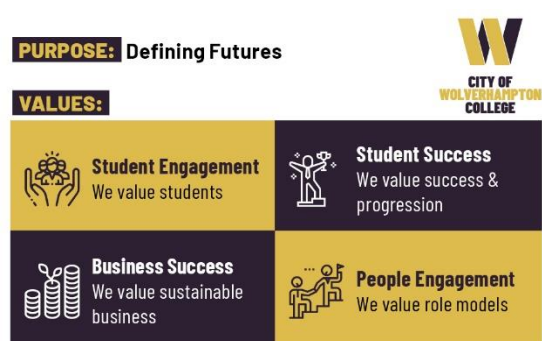 PURPOSE: Defining Futures
CITY OF
WOLVERHAMPTON
COLLEGE
VALUES:
Student Engagement
We value students
Student Success
We value success &
progression
Business Success
We value sustainable
business
People Engagement
We value role models